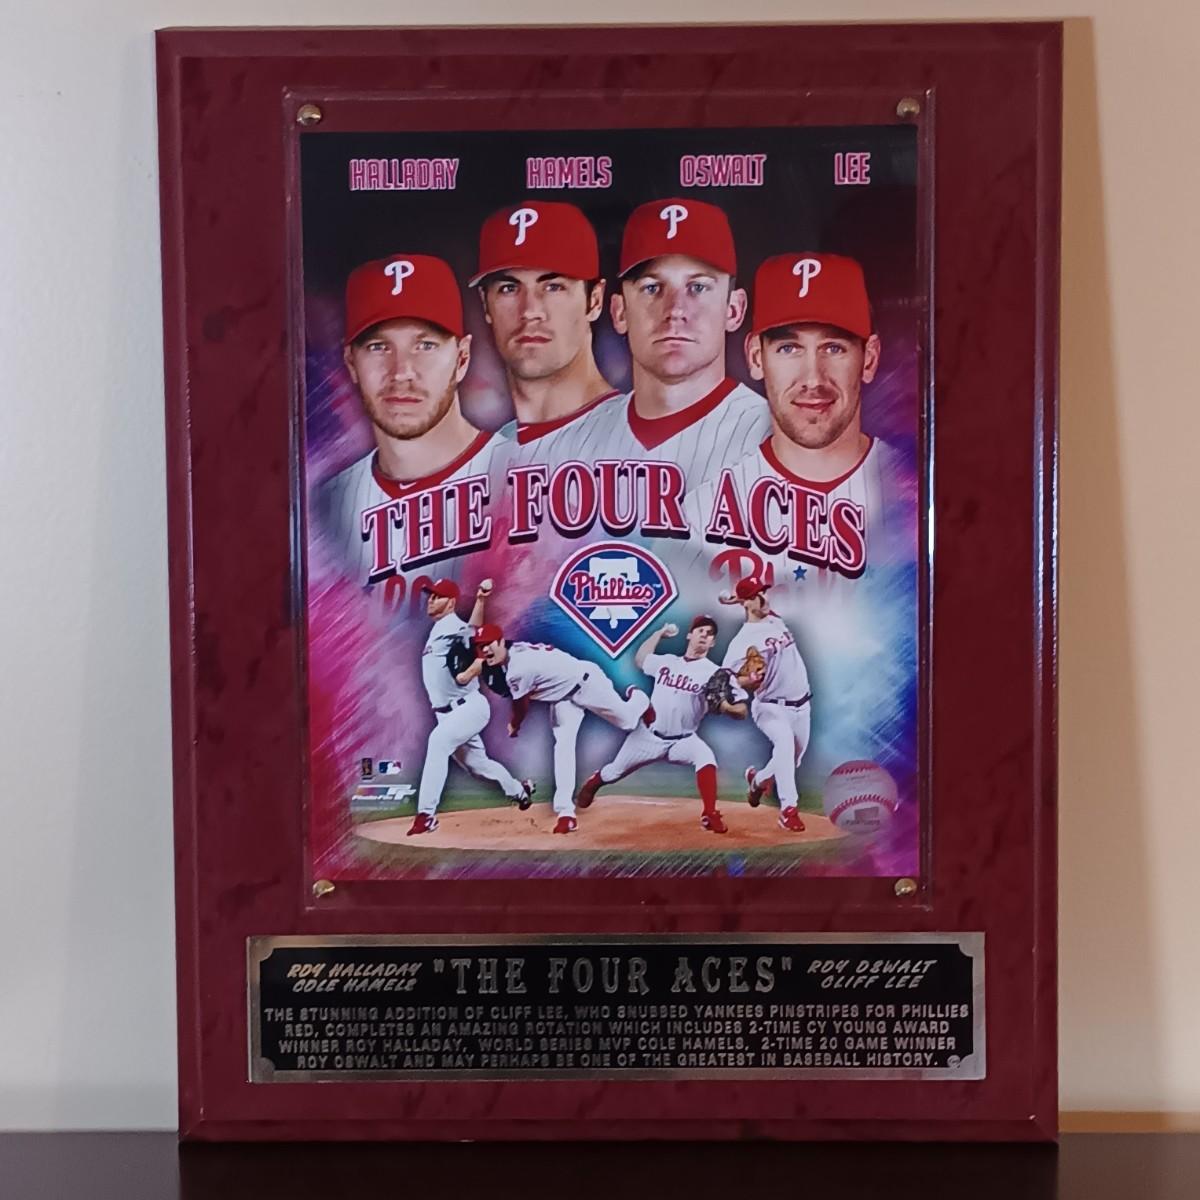 HALLADAY HAMELS OSWALT LEE
P P P P
THE FOUR ACES
Phillies
Phillies
ROY HALLADAY "THE FOUR ACES" ROY OSWALT
COLE HAMELS CLIFF LEE
THE STUNNING ADDITION OF CLIFF LEE, WHO SNUBBED YANKEES PINSTRIPES FOR PHILLIES
RED, COMPLETES AN AMAZING ROTATION WHICH INCLUDES 2-TIME CY YOUNG AWARD
WINNER ROY HALLADAY, WORLD SERIES MVP COLE HAMELS, 2-TIME 20 GAME WINNER
ROY OSWALT AND MAY PERHAPS BE ONE OF THE GREATEST IN BASEBALL HISTORY.